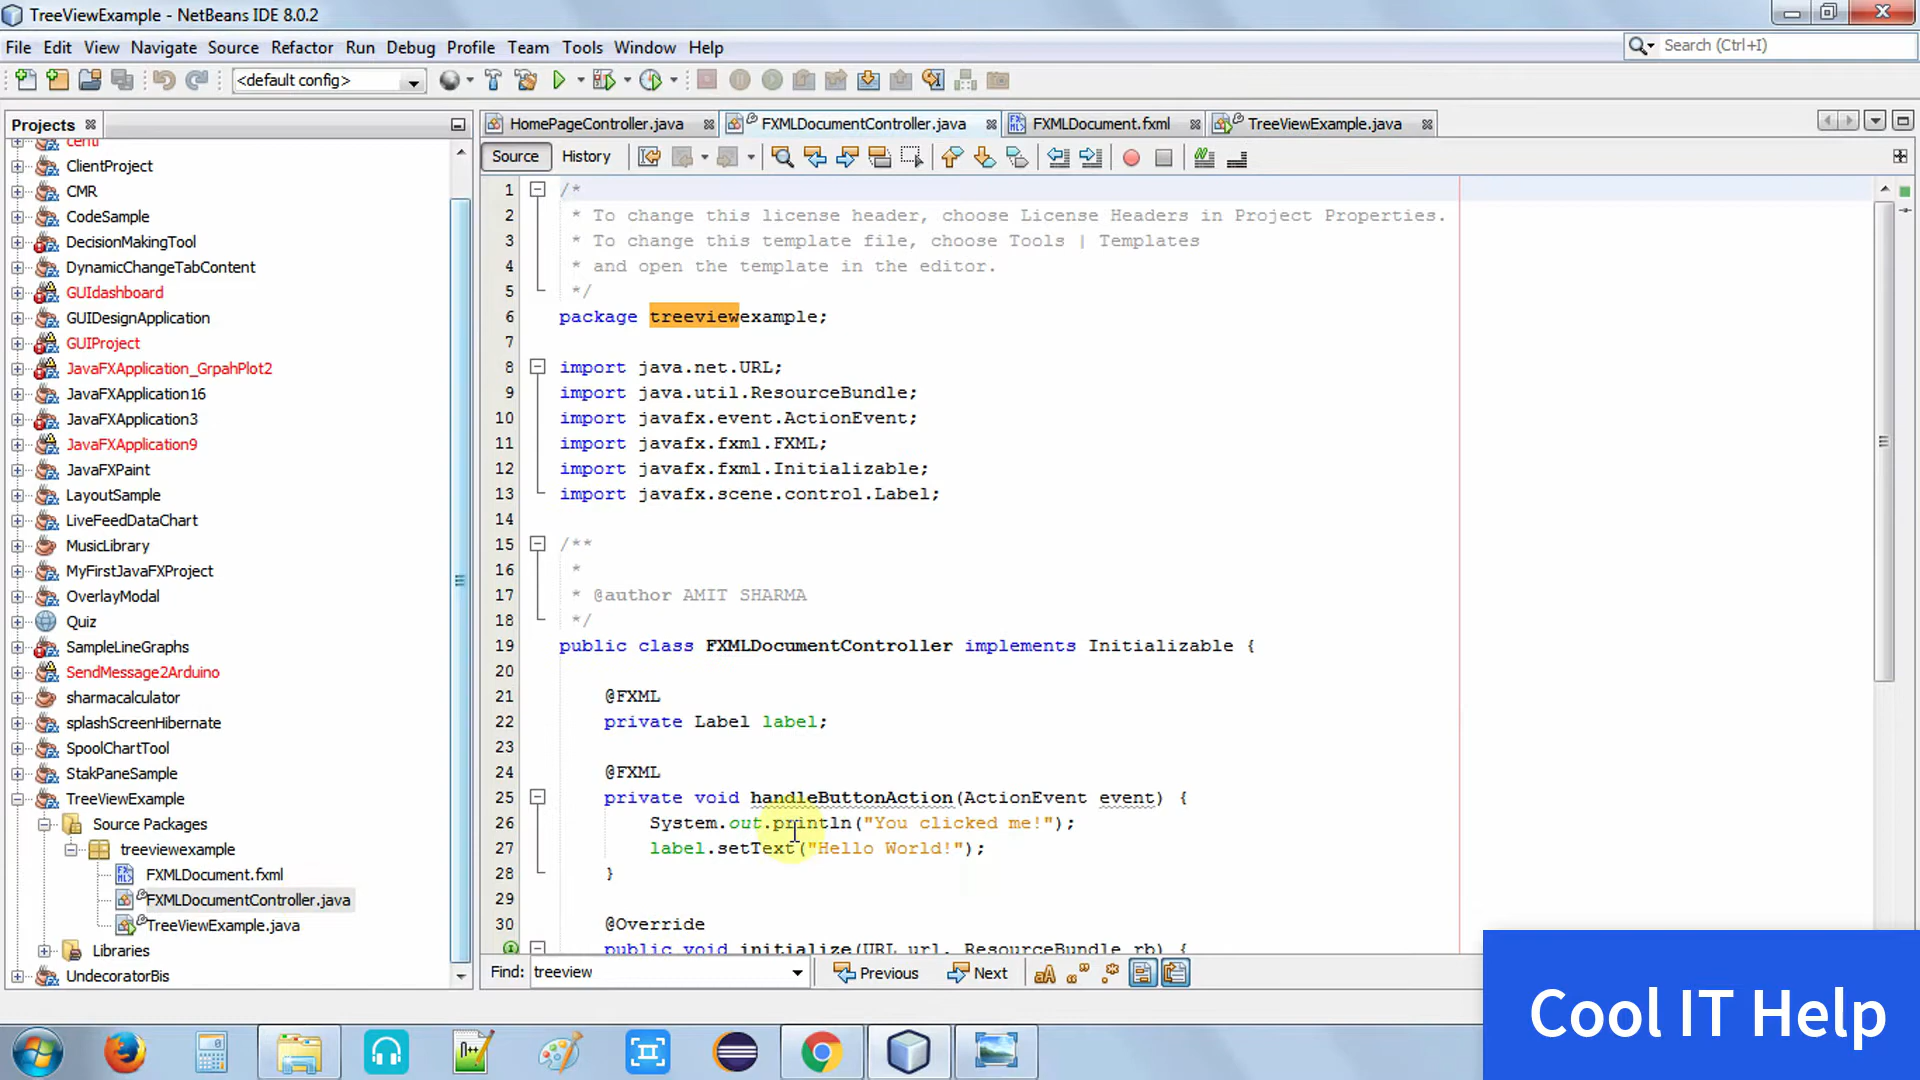 TreeViewExample - NetBeans IDE 8.0.2
File Edit View Navigate Source Refactor Run Debug Profile Team Tools Window Help
Search (Ctrl+I)
<default config>
Projects
ClientProject
CMR
CodeSample
DecisionMakingTool
DynamicChangeTabContent
GUIdashboard
GUIDesignApplication
GUIProject
JavaFXApplication_GrpahPlot2
JavaFXApplication16
JavaFXApplication3
JavaFXApplication9
JavaFXPaint
LayoutSample
LiveFeedDataChart
MusicLibrary
MyFirstJavaFXProject
OverlayModal
Quiz
SampleLineGraphs
SendMessage2Arduino
sharmacalculator
splashScreenHibernate
SpoolChartTool
StakPaneSample
TreeViewExample
Source Packages
treeviewexample
FXMLDocument.fxml
FXMLDocumentController.java
TreeViewExample.java
Libraries
UndecoratorBis
HomePageController.java FXMLDocumentController.java FXMLDocument.fxml TreeViewExample.java
Source History
1 /*
2 * To change this license header, choose License Headers in Project Properties.
3 * To change this template file, choose Tools | Templates
4 * and open the template in the editor.
5 */
6 package treeviewexample;
7
8 import java.net.URL;
9 import java.util.ResourceBundle;
10 import javafx.event.ActionEvent;
11 import javafx.fxml.FXML;
12 import javafx.fxml.Initializable;
13 import javafx.scene.control.Label;
14
15 /**
16 *
17 * @author AMIT SHARMA
18 */
19 public class FXMLDocumentController implements Initializable {
20
21 @FXML
22 private Label label;
23
24 @FXML
25 private void handleButtonAction(ActionEvent event) {
26 System.out.println("You clicked me!");
27 label.setText("Hello World!");
28 }
29
30 @Override
public void initialize(URL url, ResourceBundle rb) {
Find: treeview Previous Next
Cool IT Help